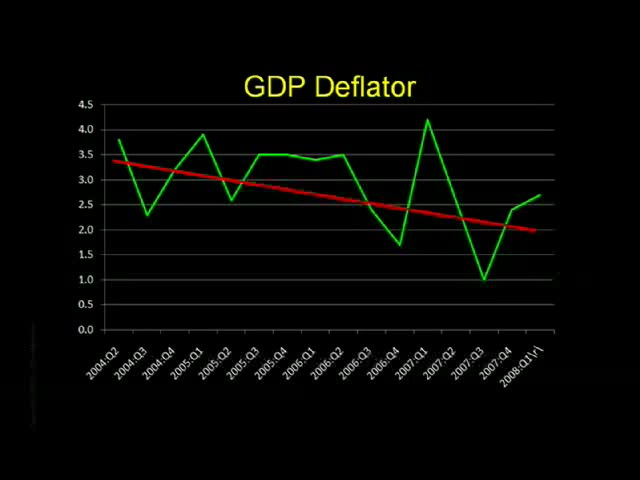 GDP Deflator
4.5
4.0
3.5
3.0
2.5
2.0
1.5
1.0
0.5
0.0
2004:Q2
2004:Q3
2004:Q4
2005:Q1
2005:Q2
2005:Q3
2005:Q4
2006:Q1
2006:Q2
2006:Q3
2006:Q4
2007:Q1
2007:Q2
2007:Q3
2007:Q4
2008:Q1\r\